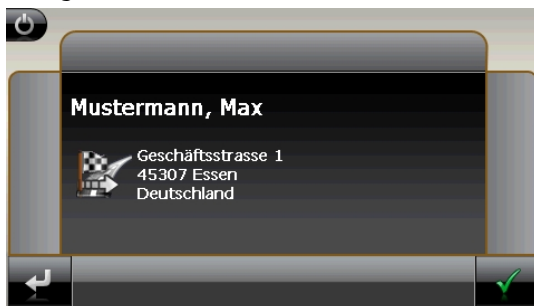 Mustermann, Max
Geschäftsstrasse 1
45307 Essen
Deutschland